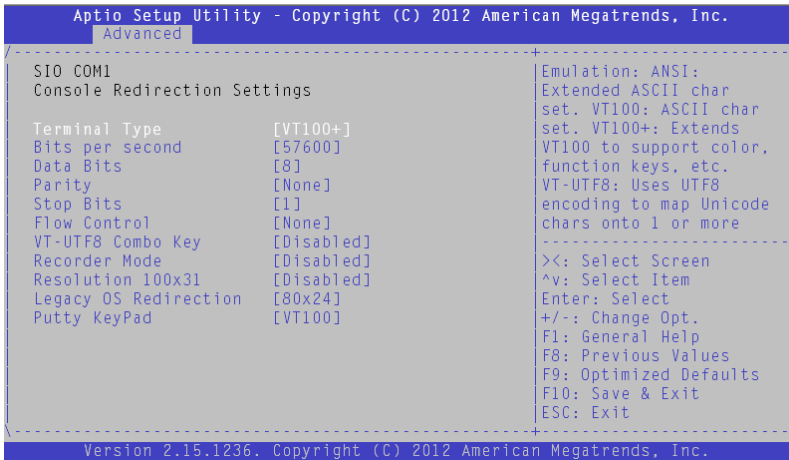 Aptio Setup Utility - Copyright (C) 2012 American Megatrends, Inc.
Advanced
SIO COM1
Console Redirection Settings
Terminal Type [VT100+]
Bits per second [57600]
Data Bits [8]
Parity [None]
Stop Bits [1]
Flow Control [None]
VT-UTF8 Combo Key [Disabled]
Recorder Mode [Disabled]
Resolution 100x31 [Disabled]
Legacy OS Redirection [80x24]
Putty KeyPad [VT100]
Emulation: ANSI:
Extended ASCII char
set. VT100: ASCII char
set. VT100+: Extends
VT100 to support color,
function keys, etc.
VT-UTF8: Uses UTF8
encoding to map Unicode
chars onto 1 or more
><: Select Screen
^v: Select Item
Enter: Select
+/-: Change Opt.
F1: General Help
F8: Previous Values
F9: Optimized Defaults
F10: Save & Exit
ESC: Exit
Version 2.15.1236. Copyright (C) 2012 American Megatrends, Inc.